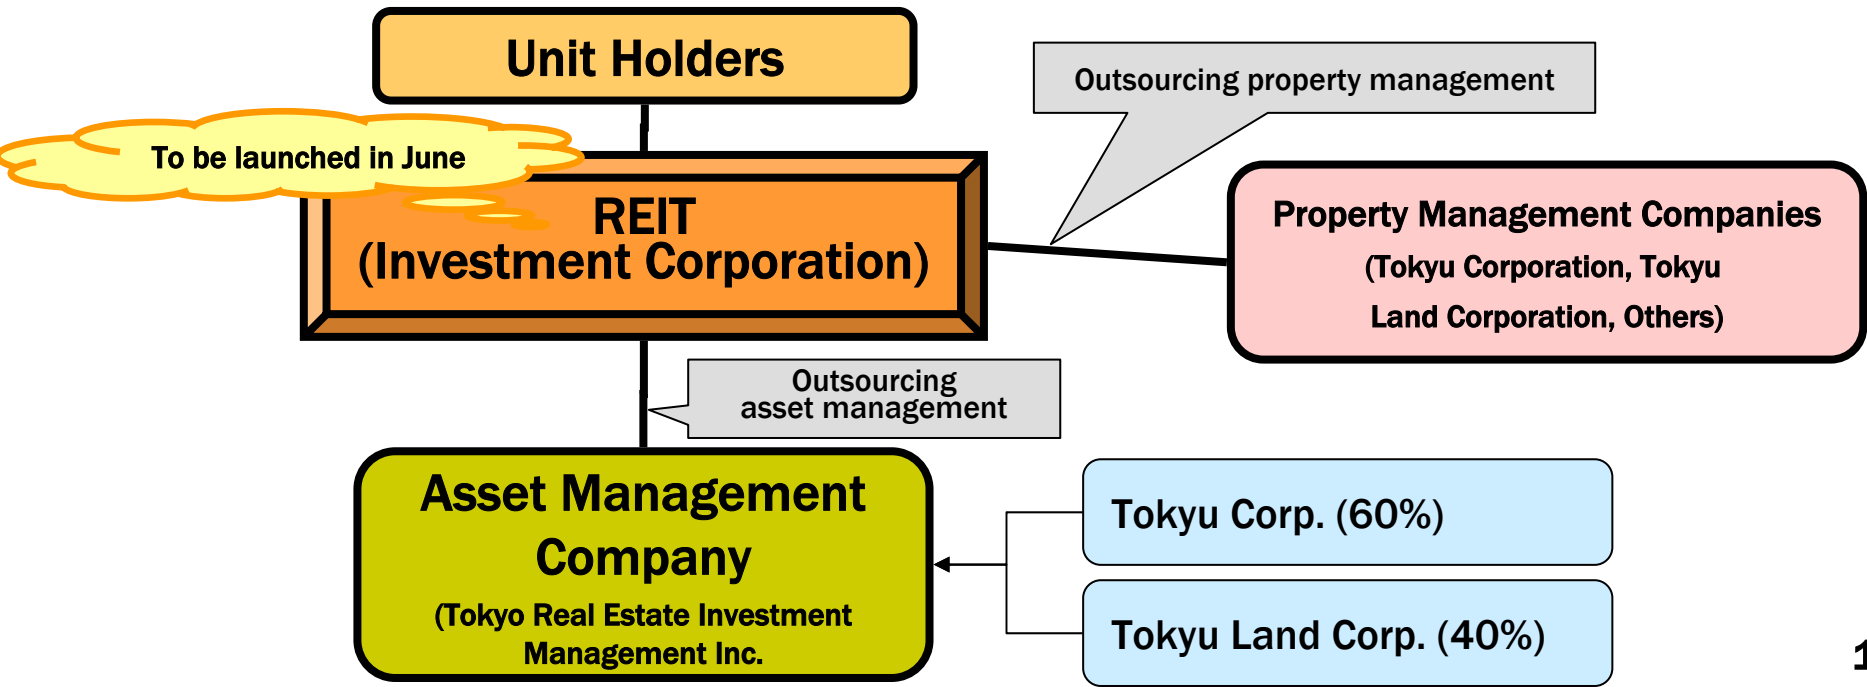 Unit Holders
Outsourcing property management
To be launched in June
REIT
(Investment Corporation)
Property Management Companies
(Tokyu Corporation, Tokyu
Land Corporation, Others)
Outsourcing
asset management
Asset Management
Company
(Tokyo Real Estate Investment
Management Inc.
Tokyu Corp. (60%)
Tokyu Land Corp. (40%)
1